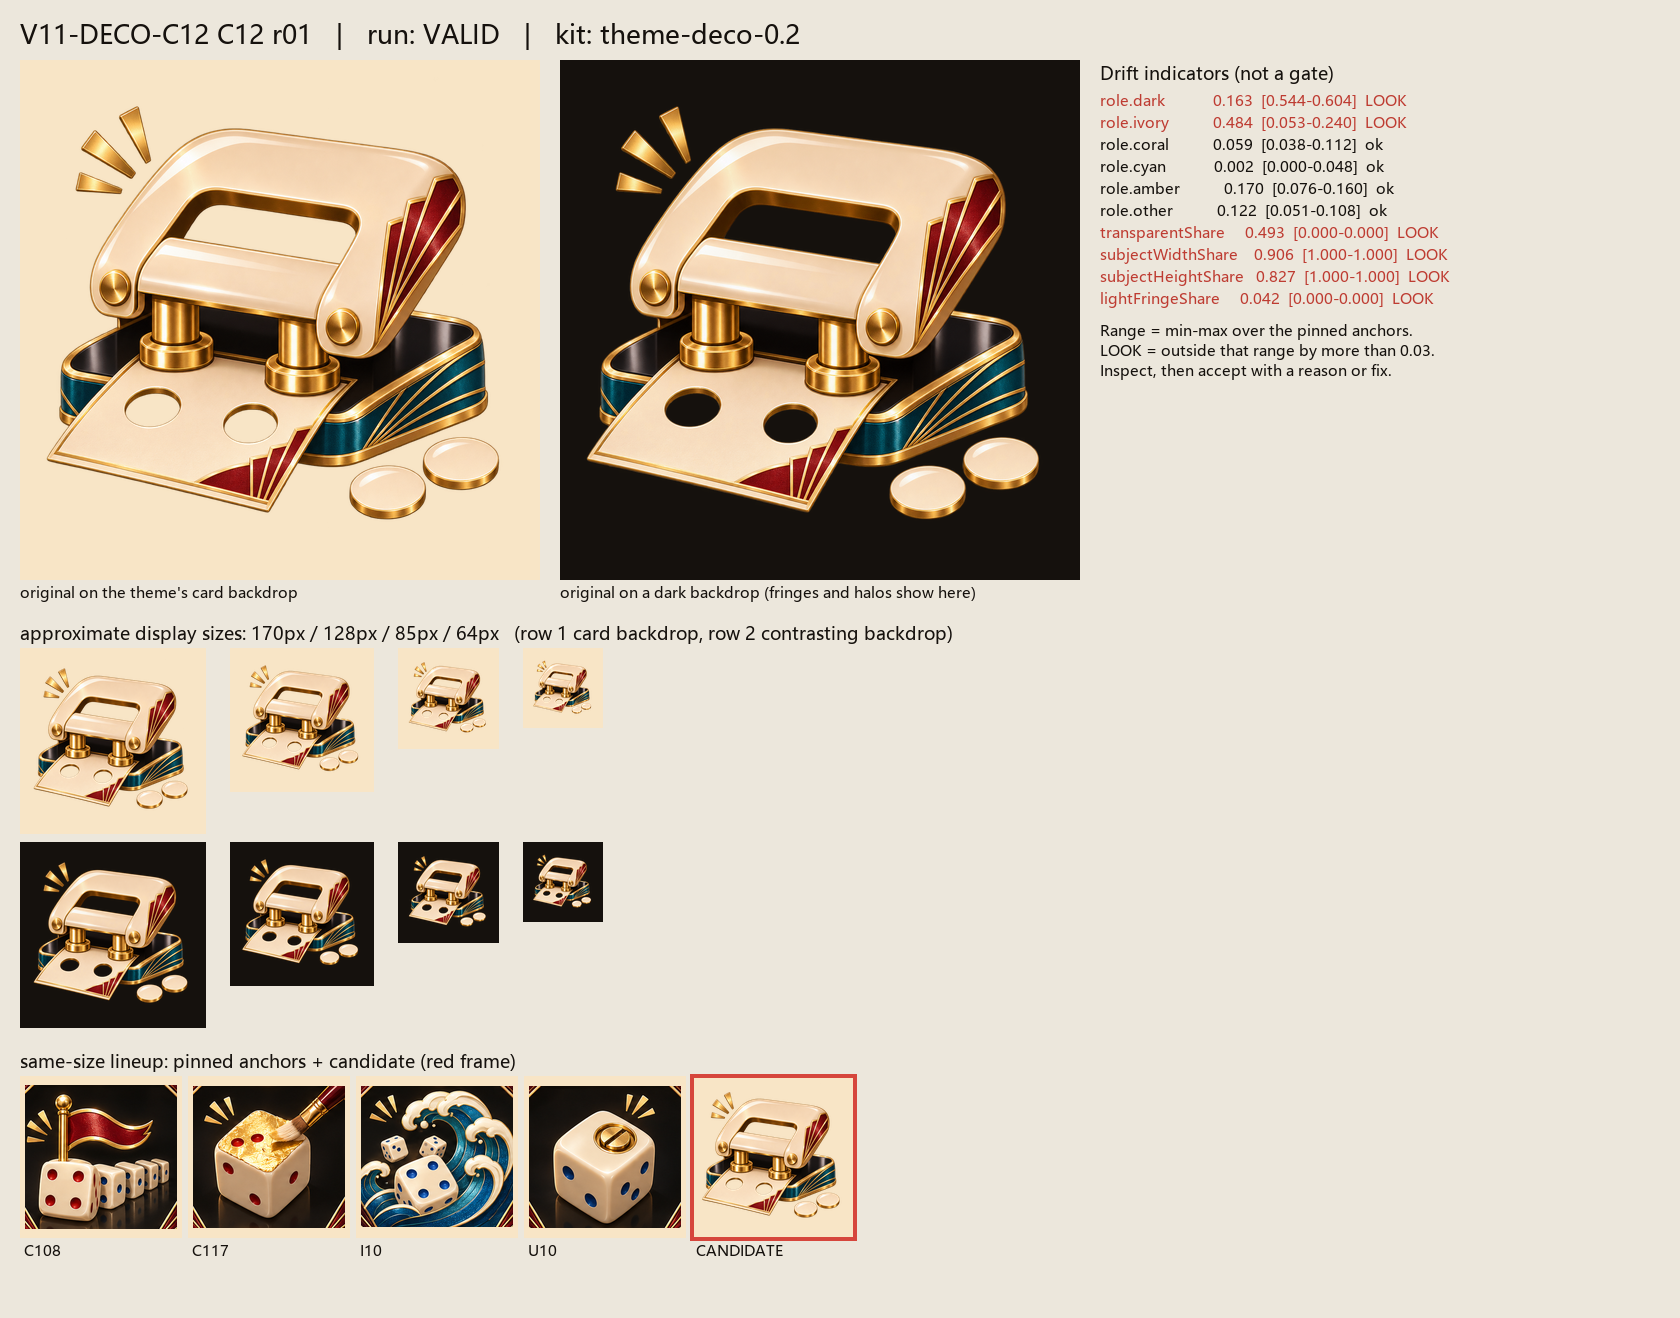 V11-DECO-C12 C12 r01 | run: VALID | kit: theme-deco-0.2
Drift indicators (not a gate)
role.dark 0.163 [0.544-0.604] LOOK
role.ivory 0.484 [0.053-0.240] LOOK
role.coral 0.059 [0.038-0.112] ok
role.cyan 0.002 [0.000-0.048] ok
role.amber 0.170 [0.076-0.160] ok
role.other 0.122 [0.051-0.108] ok
transparentShare 0.493 [0.000-0.000] LOOK
subjectWidthShare 0.906 [1.000-1.000] LOOK
subjectHeightShare 0.827 [1.000-1.000] LOOK
lightFringeShare 0.042 [0.000-0.000] LOOK
Range = min-max over the pinned anchors.
LOOK = outside that range by more than 0.03.
Inspect, then accept with a reason or fix.
original on the theme's card backdrop
original on a dark backdrop (fringes and halos show here)
approximate display sizes: 170px / 128px / 85px / 64px (row 1 card backdrop, row 2 contrasting backdrop)
same-size lineup: pinned anchors + candidate (red frame)
C108
C117
I10
U10
CANDIDATE